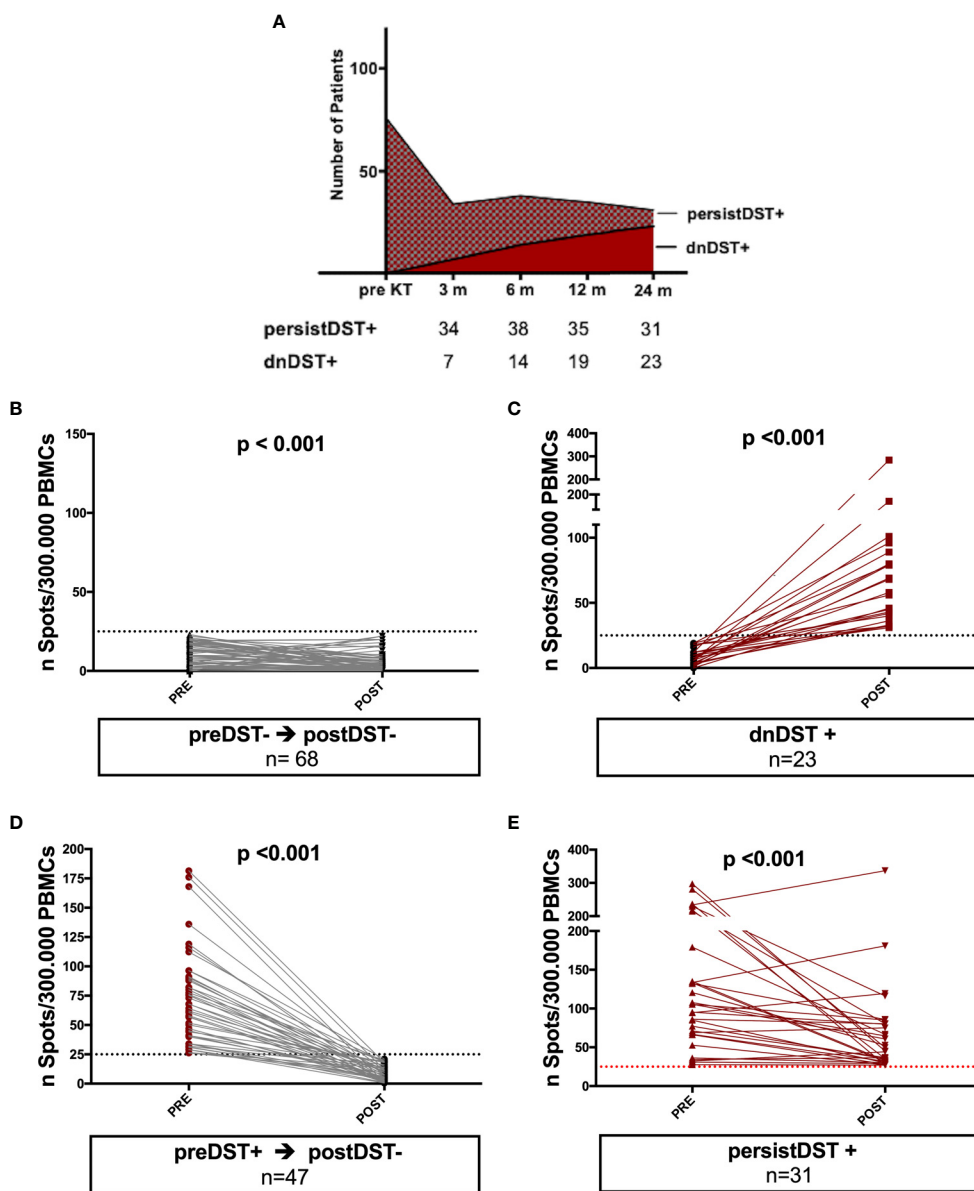 A
Number of Patients
100
50
persistDST+
dnDST+
pre KT 3 m 6 m 12 m 24 m
persistDST+ 34 38 35 31
dnDST+ 7 14 19 23
B
p < 0.001
n Spots/300.000 PBMCs
150
100
50
0
PRE POST
preDST- ➔ postDST-
n= 68
C
p <0.001
n Spots/300.000 PBMCs
400
300
200
200
100
50
0
PRE POST
dnDST +
n=23
D
p <0.001
n Spots/300.000 PBMCs
200
175
150
125
100
75
50
25
0
PRE POST
preDST+ ➔ postDST-
n=47
E
p <0.001
n Spots/300.000 PBMCs
400
300
200
200
150
100
50
0
PRE POST
persistDST +
n=31